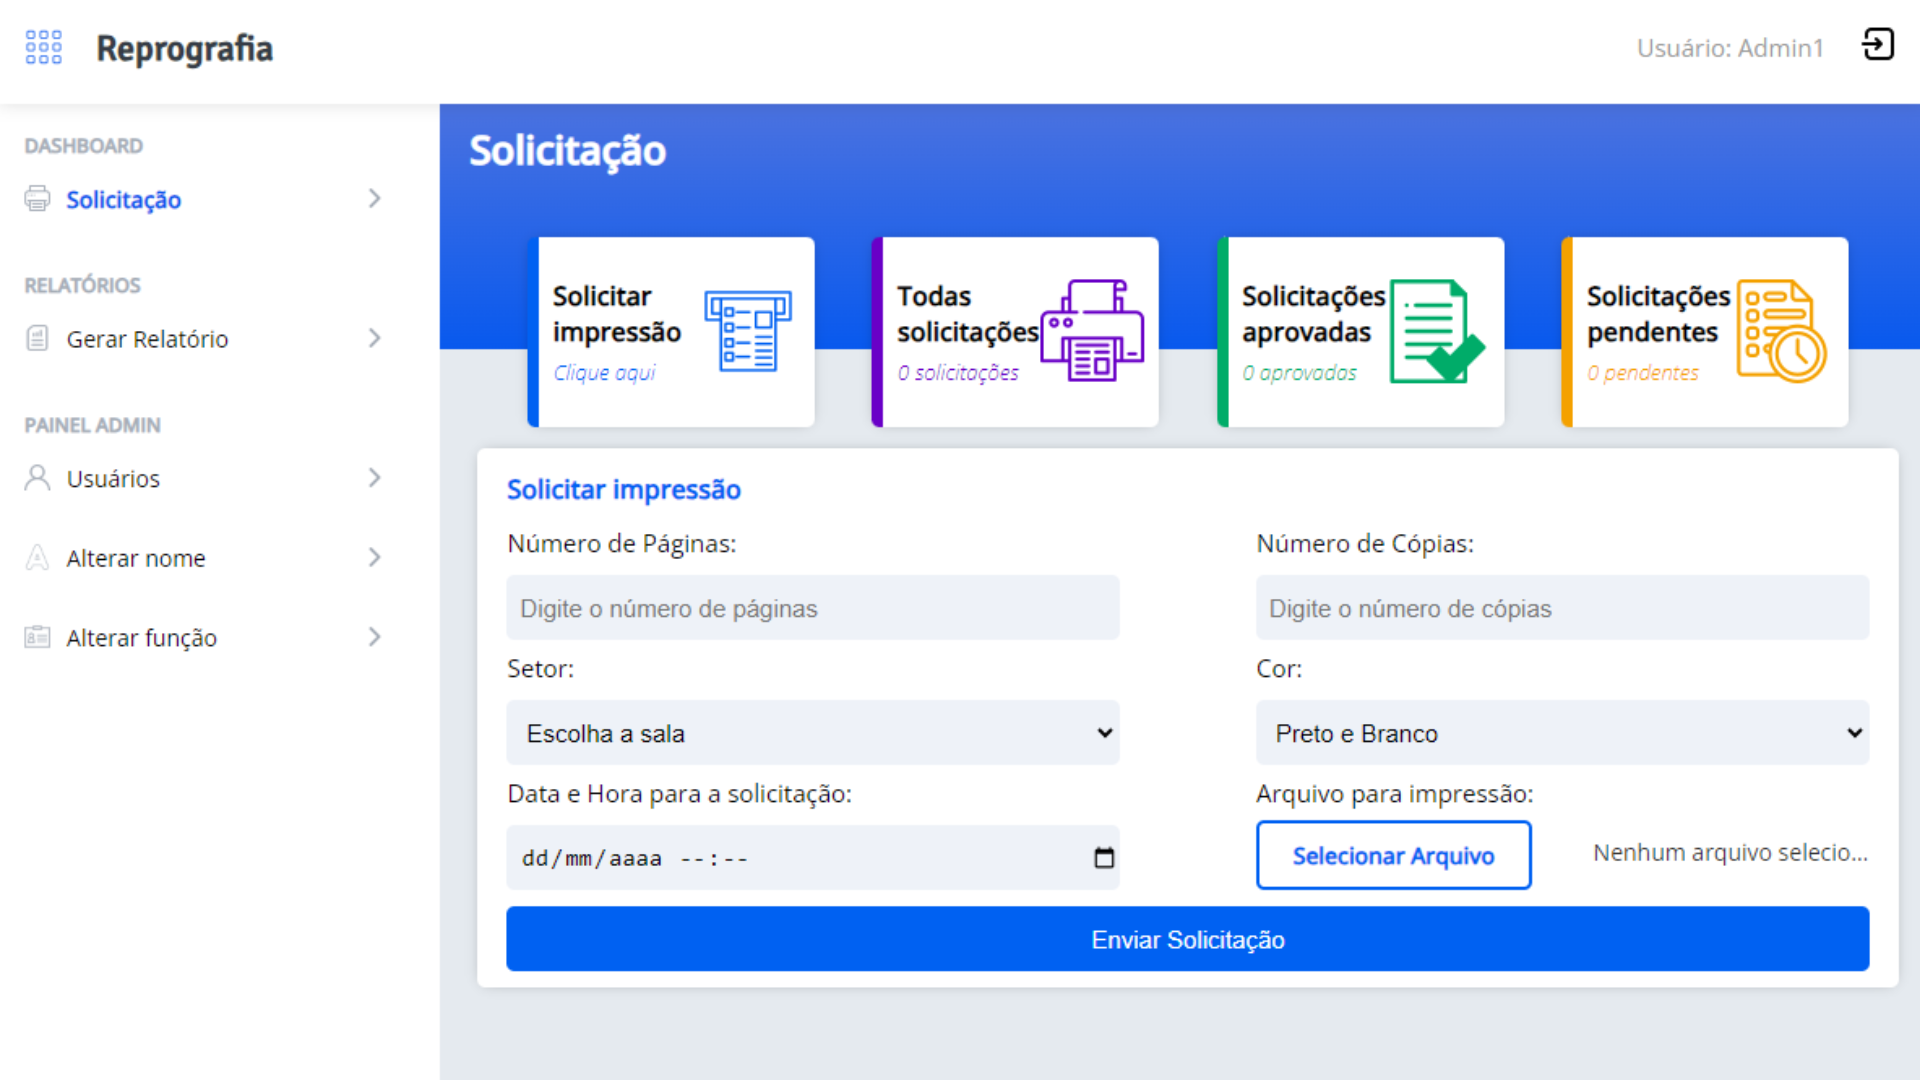 Reprografia
Usuário: Admin1
DASHBOARD
Solicitação
RELATÓRIOS
Gerar Relatório
PAINEL ADMIN
Usuários
Alterar nome
Alterar função
Solicitação
Solicitar
impressão
Clique aqui
Todas
solicitações
0 solicitações
Solicitações
aprovadas
0 aprovadas
Solicitações
pendentes
0 pendentes
Solicitar impressão
Número de Páginas:
Digite o número de páginas
Número de Cópias:
Digite o número de cópias
Setor:
Escolha a sala
Cor:
Preto e Branco
Data e Hora para a solicitação:
dd/mm/aaaa --:--
Arquivo para impressão:
Selecionar Arquivo
Nenhum arquivo selecio...
Enviar Solicitação